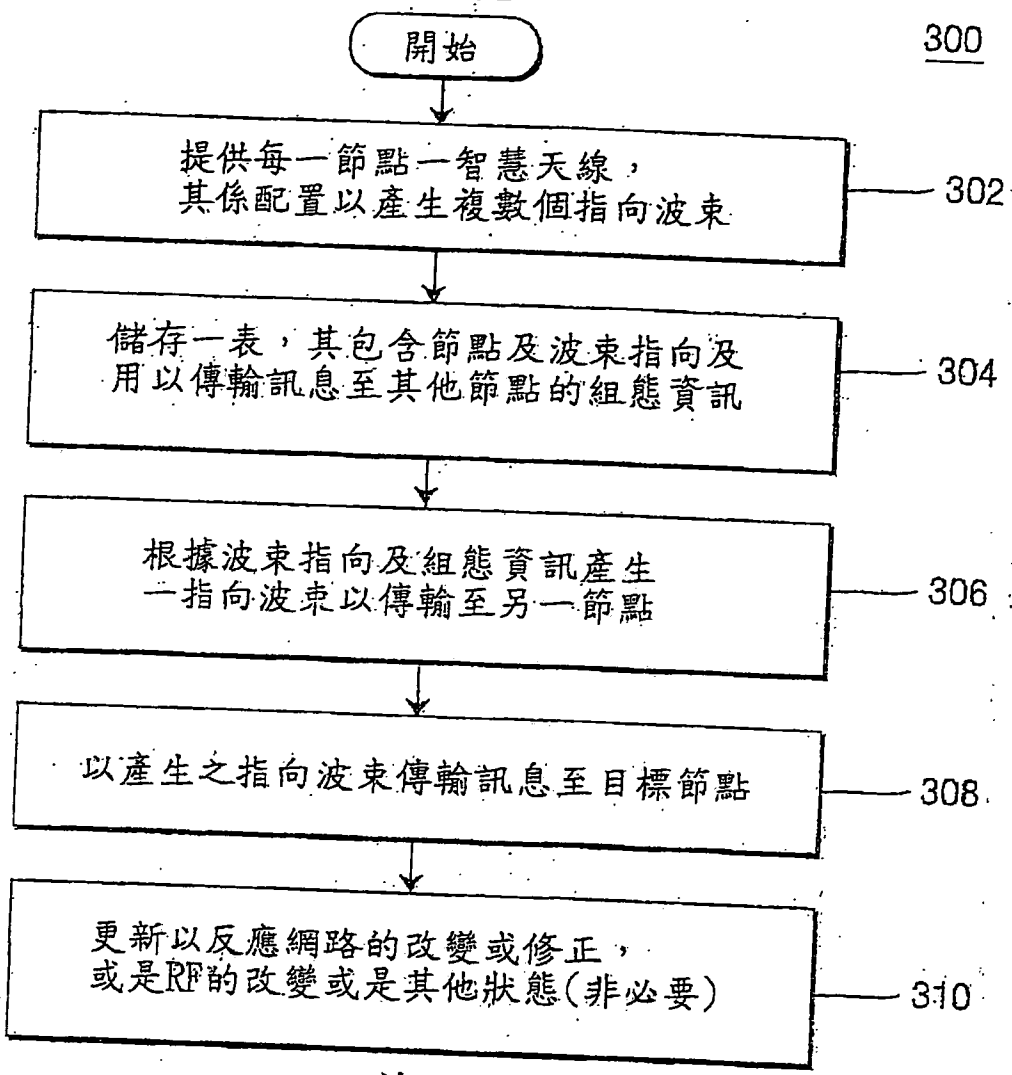 300
開始
提供每一節點一智慧天線，
其係配置以產生複數個指向波束
302
儲存一表，其包含節點及波束指向及
用以傳輸訊息至其他節點的組態資訊
304
根據波束指向及組態資訊產生
一指向波束以傳輸至另一節點
306
以產生之指向波束傳輸訊息至目標節點
308
更新以反應網路的改變或修正，
或是RF的改變或是其他狀態(非必要)
310